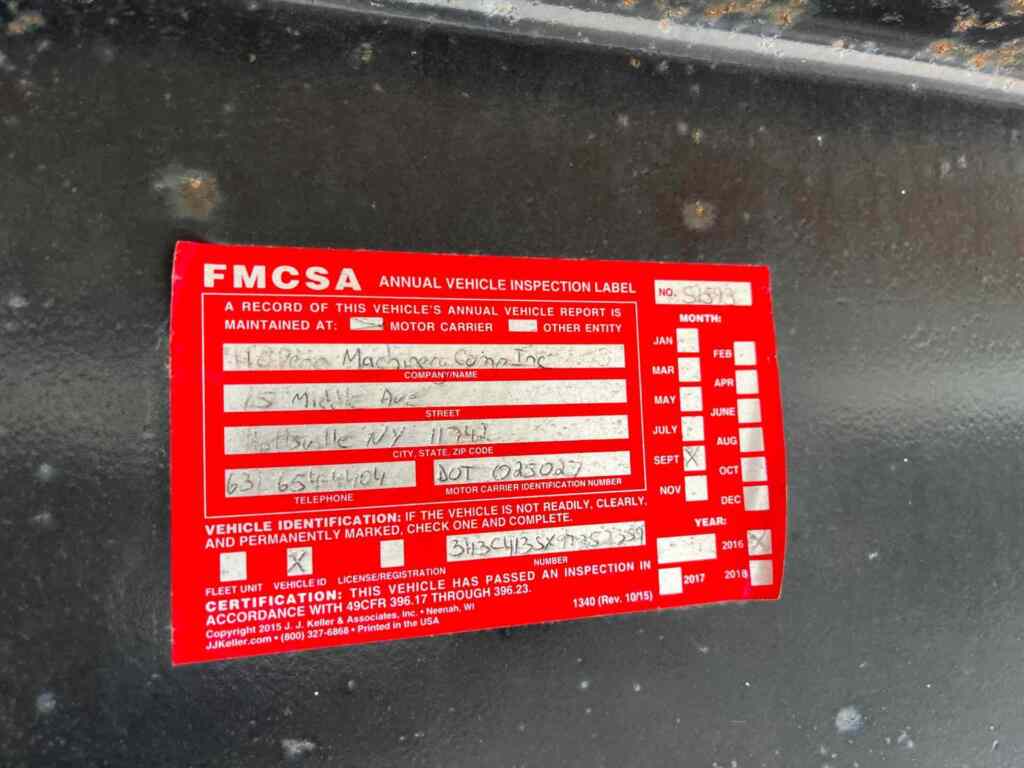 FMCSA ANNUAL VEHICLE INSPECTION LABEL
NO.
A RECORD OF THIS VEHICLE'S ANNUAL VEHICLE REPORT IS
MAINTAINED AT: MOTOR CARRIER OTHER ENTITY
Machinery Corp Inc
COMPANY/NAME
15 Middle Ave
STREET
NY 11742
CITY, STATE, ZIP CODE
631 654-4404 DOT 023027
TELEPHONE MOTOR CARRIER IDENTIFICATION NUMBER
VEHICLE IDENTIFICATION: IF THE VEHICLE IS NOT READILY, CLEARLY,
AND PERMANENTLY MARKED, CHECK ONE AND COMPLETE.
X
FLEET UNIT VEHICLE ID LICENSE/REGISTRATION NUMBER
CERTIFICATION: THIS VEHICLE HAS PASSED AN INSPECTION IN
ACCORDANCE WITH 49CFR 396.17 THROUGH 396.23.
Copyright 2015 J. J. Keller & Associates, Inc. • Neenah, WI
JJKeller.com • (800) 327-6868 • Printed in the USA
1340 (Rev. 10/15)
MONTH:
JAN FEB
MAR APR
MAY JUNE
JULY AUG
SEPT X OCT
NOV DEC
YEAR:
2016 X
2017 2018